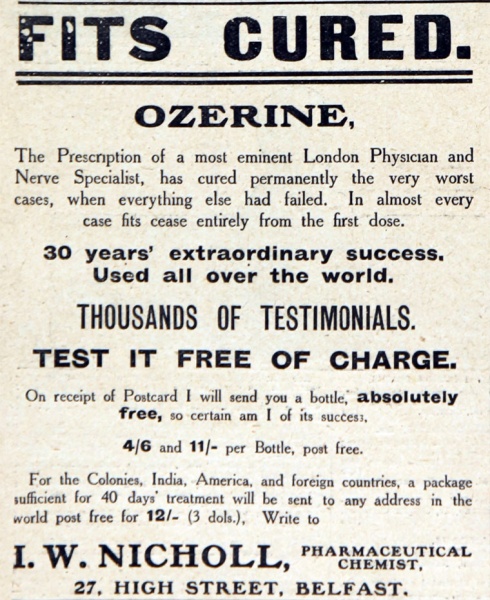 FITS CURED.
OZERINE,
The Prescription of a most eminent London Physician and
Nerve Specialist, has cured permanently the very worst
cases, when everything else had failed. In almost every
case fits cease entirely from the first dose.
30 years' extraordinary success.
Used all over the world.
THOUSANDS OF TESTIMONIALS.
TEST IT FREE OF CHARGE.
On receipt of Postcard I will send you a bottle, absolutely
free, so certain am I of its success.
4/6 and 11/- per Bottle, post free.
For the Colonies, India, America, and foreign countries, a package
sufficient for 40 days' treatment will be sent to any address in the
world post free for 12/- (3 dols.), Write to
I. W. NICHOLL, PHARMACEUTICAL
CHEMIST,
27, HIGH STREET, BELFAST.